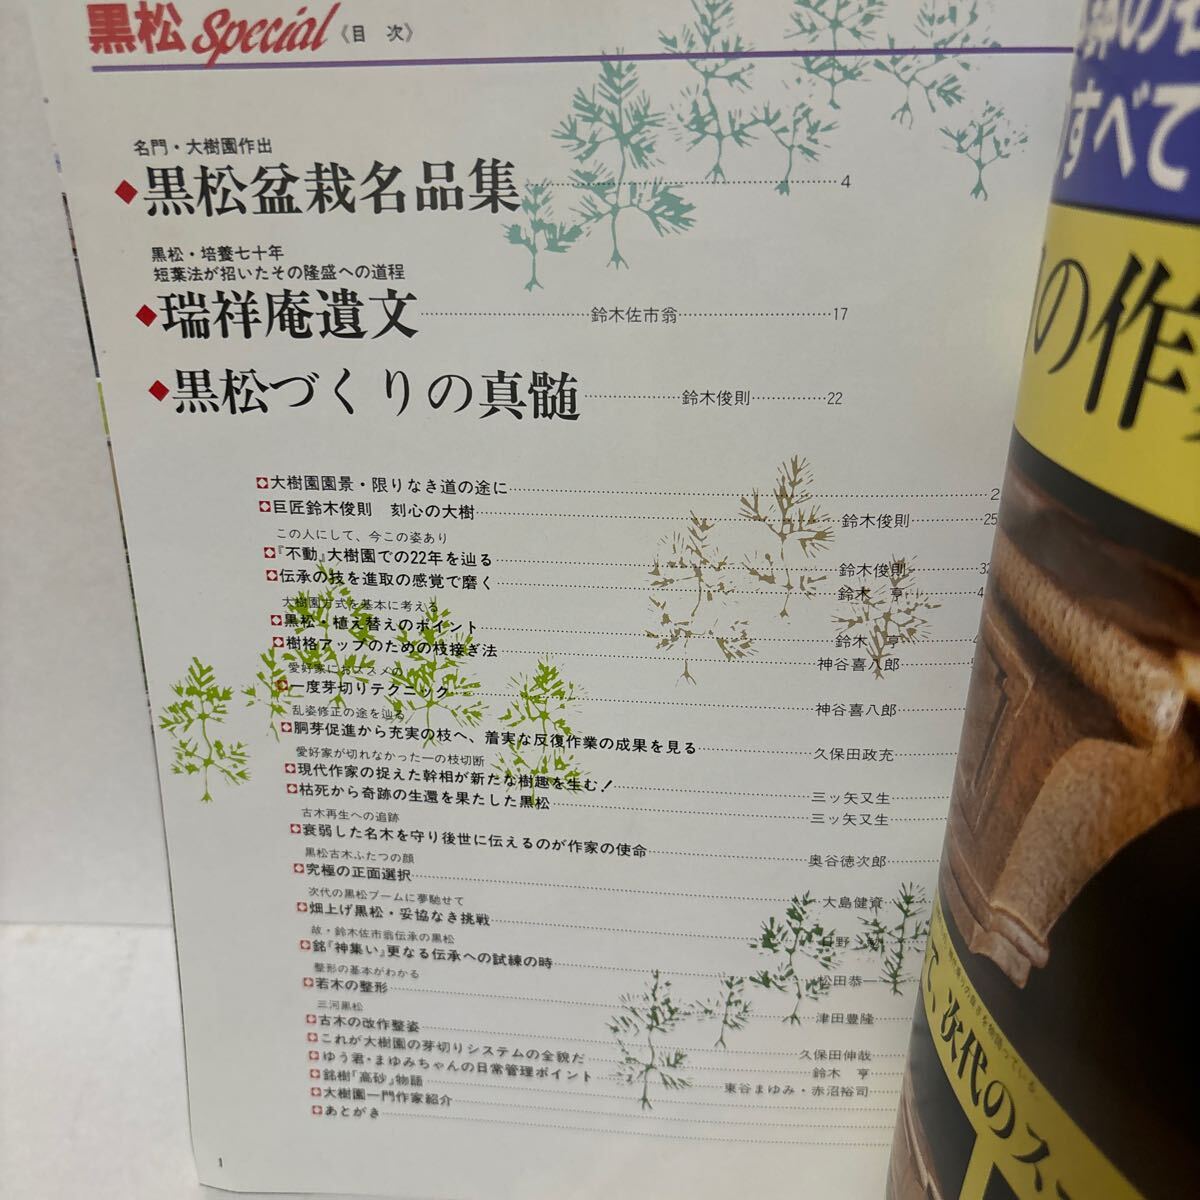 黒松 Special 《目 次》
名門・大樹園作出
◆黒松盆栽名品集 4
黒松・培養七十年
短葉法が招いたその隆盛への道程
◆瑞祥庵遺文 鈴木佐市翁 17
◆黒松づくりの真髄 鈴木俊則 22
大樹園園景・限りなき道の途に 2
巨匠鈴木俊則 刻心の大樹 鈴木俊則 25
この人にして、今この姿あり
『不動』大樹園での22年を辿る 鈴木俊則
伝承の技を進取の感覚で磨く 鈴木 亨
大樹園方式を基本に考える
黒松・植え替えのポイント 鈴木 亨
樹格アップのための枝接ぎ法 神谷喜八郎
愛好家におススメの
一度芽切りテクニック 神谷喜八郎
乱姿修正の途を辿る
胴芽促進から充実の枝へ、着実な反復作業の成果を見る 久保田政充
愛好家が切れなかった一の枝切断
現代作家の捉えた幹相が新たな樹趣を生む! 三ッ矢又生
枯死から奇跡の生還を果たした黒松 三ッ矢又生
古木再生への追跡
衰弱した名木を守り後世に伝えるのが作家の使命 奥谷徳次郎
黒松古木ふたつの顔
究極の正面選択 大島健資
次代の黒松ブームに夢馳せて
畑上げ黒松・妥協なき挑戦 日野
故・鈴木佐市翁伝承の黒松
銘『神集い』更なる伝承への試練の時 松田恭一
整形の基本がわかる
若木の整形 津田豊隆
三河黒松
古木の改作整姿 久保田伸哉
これが大樹園の芽切りシステムの全貌だ 鈴木 亨
ゆう君・まゆみちゃんの日常管理ポイント 東谷まゆみ・赤沼裕司
銘樹「高砂」物語
大樹園一門作家紹介
あとがき
1
すべて
の作
次代のス